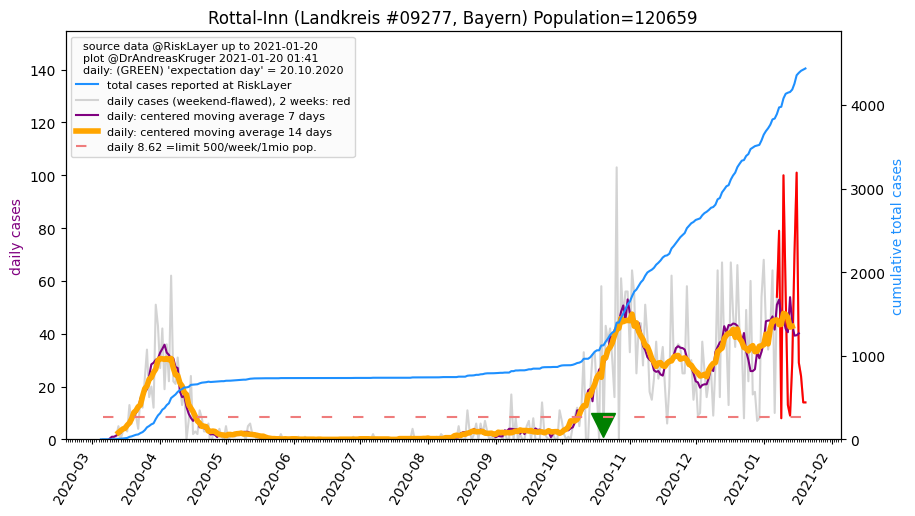 Rottal-Inn (Landkreis #09277, Bayern) Population=120659
source data @RiskLayer up to 2021-01-20
plot @DrAndreasKruger 2021-01-20 01:41
daily: (GREEN) 'expectation day' = 20.10.2020
total cases reported at RiskLayer
daily cases (weekend-flawed), 2 weeks: red
daily: centered moving average 7 days
daily: centered moving average 14 days
daily 8.62 =limit 500/week/1mio pop.
daily cases
140
120
100
80
60
40
20
0
cumulative total cases
4000
3000
2000
1000
0
2020-03
2020-04
2020-05
2020-06
2020-07
2020-08
2020-09
2020-10
2020-11
2020-12
2021-01
2021-02